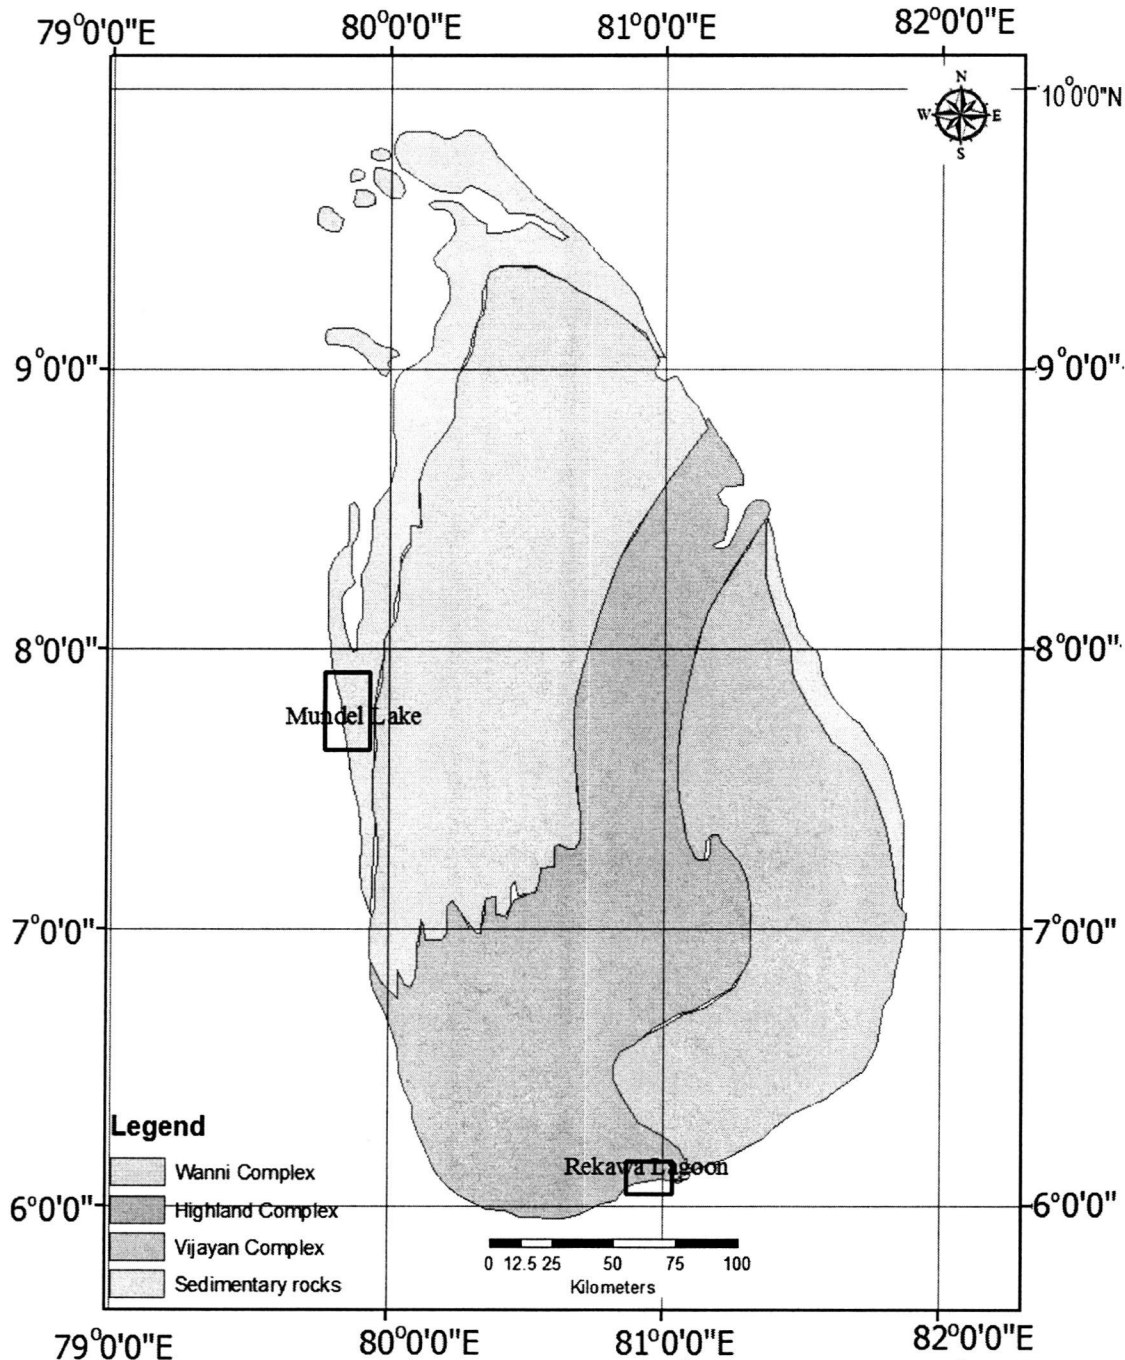 79°0'0"E 80°0'0"E 81°0'0"E 82°0'0"E
N
W E
S
10°0'0"N
9°0'0" 9°0'0"
8°0'0" 8°0'0"
Mundel Lake
7°0'0" 7°0'0"
Legend
Wanni Complex
Highland Complex
Vijayan Complex
Sedimentary rocks
Rekawa Lagoon
6°0'0" 6°0'0"
0 12.5 25 50 75 100
Kilometers
79°0'0"E 80°0'0"E 81°0'0"E 82°0'0"E